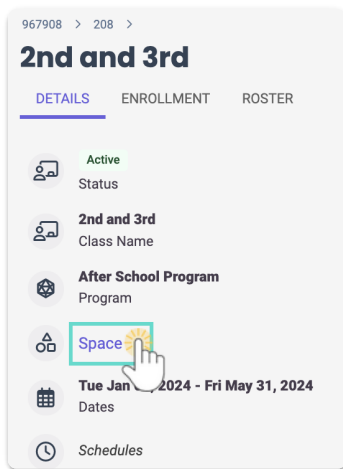 967908 > 208 >
2nd and 3rd
DETAILS ENROLLMENT ROSTER
Active
Status
2nd and 3rd
Class Name
After School Program
Program
Space
Tue Jan 2024 - Fri May 31, 2024
Dates
Schedules